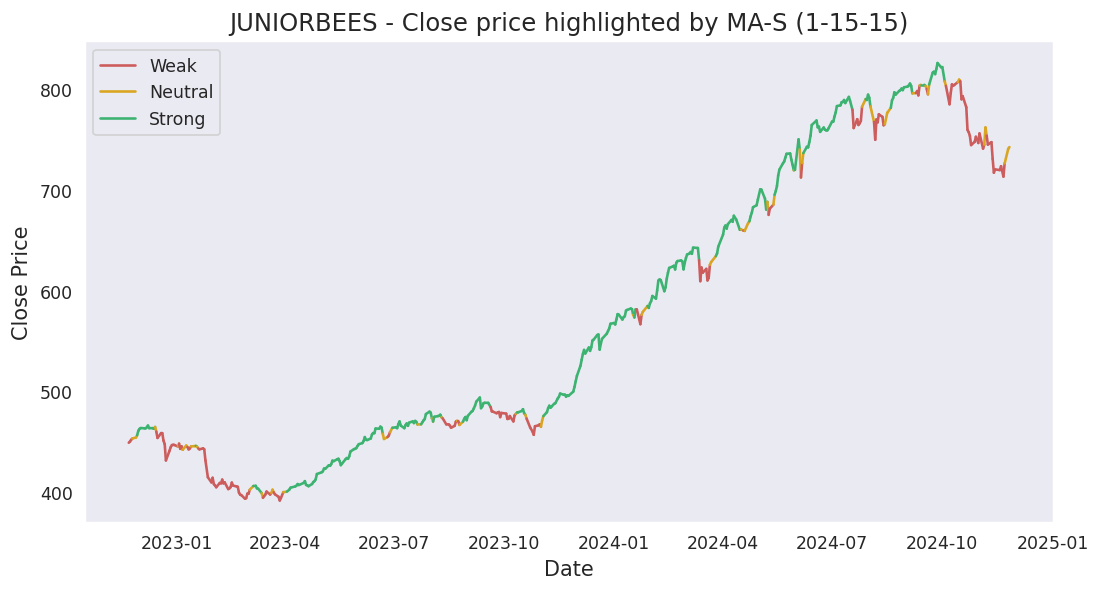 JUNIORBEES - Close price highlighted by MA-S (1-15-15)
Weak
Neutral
Strong
Close Price
800
700
600
500
400
2023-01 2023-04 2023-07 2023-10 2024-01 2024-04 2024-07 2024-10 2025-01
Date